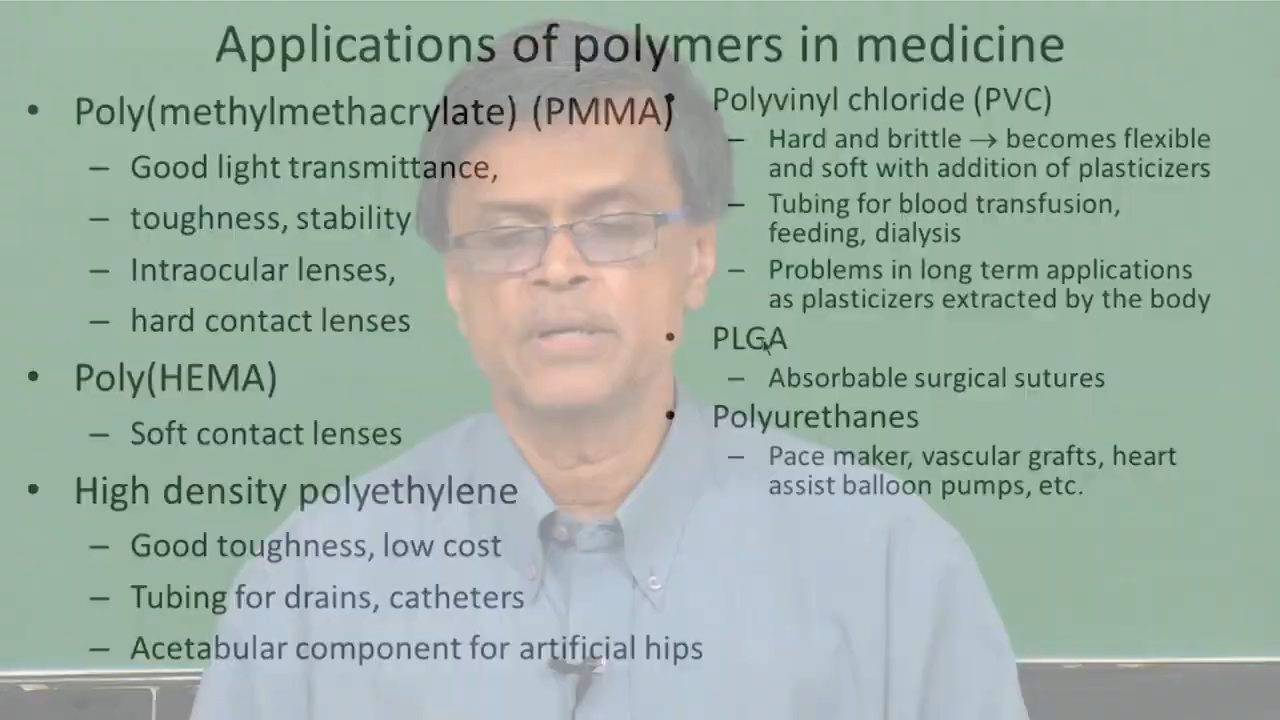 Applications of polymers in medicine
• Poly(methylmethacrylate) (PMMA)
– Good light transmittance,
– toughness, stability
– Intraocular lenses,
– hard contact lenses
• Poly(HEMA)
– Soft contact lenses
• High density polyethylene
– Good toughness, low cost
– Tubing for drains, catheters
– Acetabular component for artificial hips
• Polyvinyl chloride (PVC)
– Hard and brittle → becomes flexible
and soft with addition of plasticizers
– Tubing for blood transfusion,
feeding, dialysis
– Problems in long term applications
as plasticizers extracted by the body
• PLGA
– Absorbable surgical sutures
• Polyurethanes
– Pace maker, vascular grafts, heart
assist balloon pumps, etc.